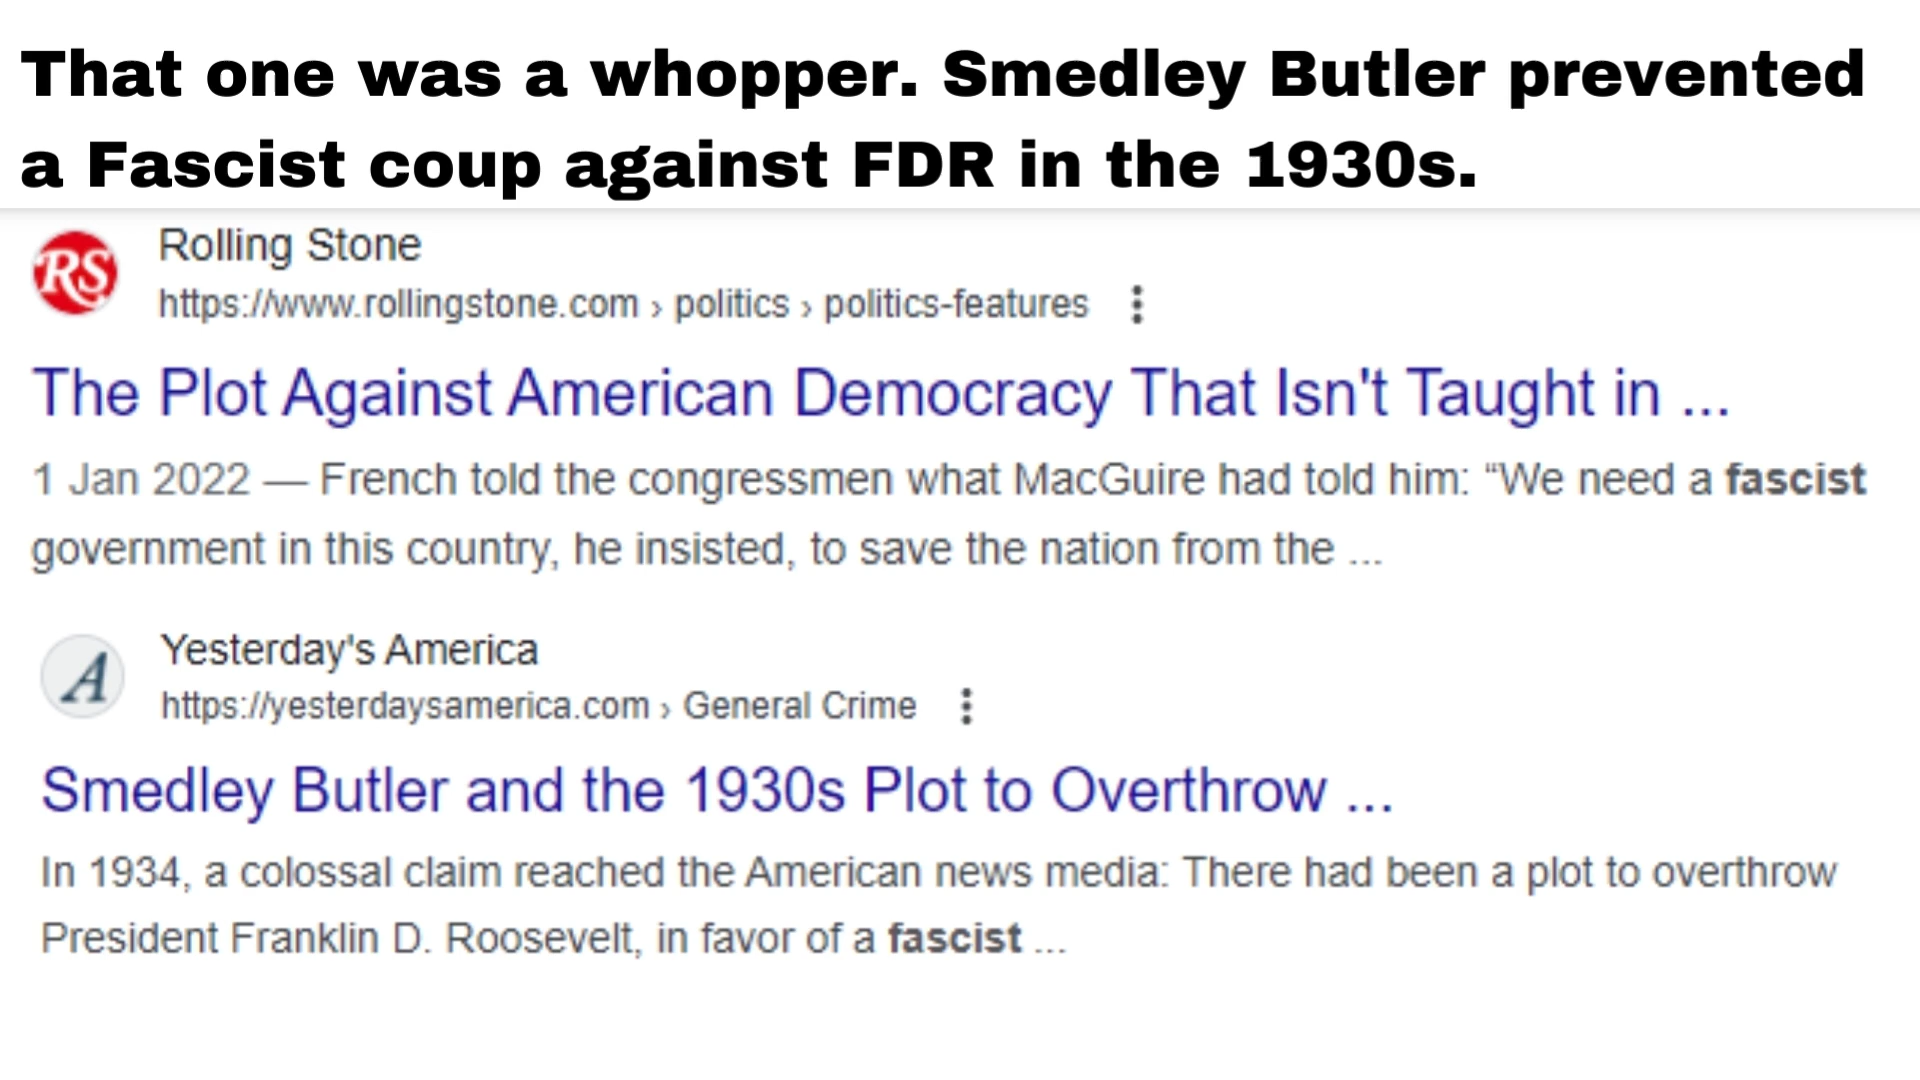 That one was a whopper. Smedley Butler prevented
a Fascist coup against FDR in the 1930s.
RS
Rolling Stone
https://www.rollingstone.com › politics › politics-features
The Plot Against American Democracy That Isn't Taught in ...
1 Jan 2022 — French told the congressmen what MacGuire had told him: “We need a fascist
government in this country, he insisted, to save the nation from the ...
A
Yesterday's America
https://yesterdaysamerica.com › General Crime
Smedley Butler and the 1930s Plot to Overthrow ...
In 1934, a colossal claim reached the American news media: There had been a plot to overthrow
President Franklin D. Roosevelt, in favor of a fascist ...